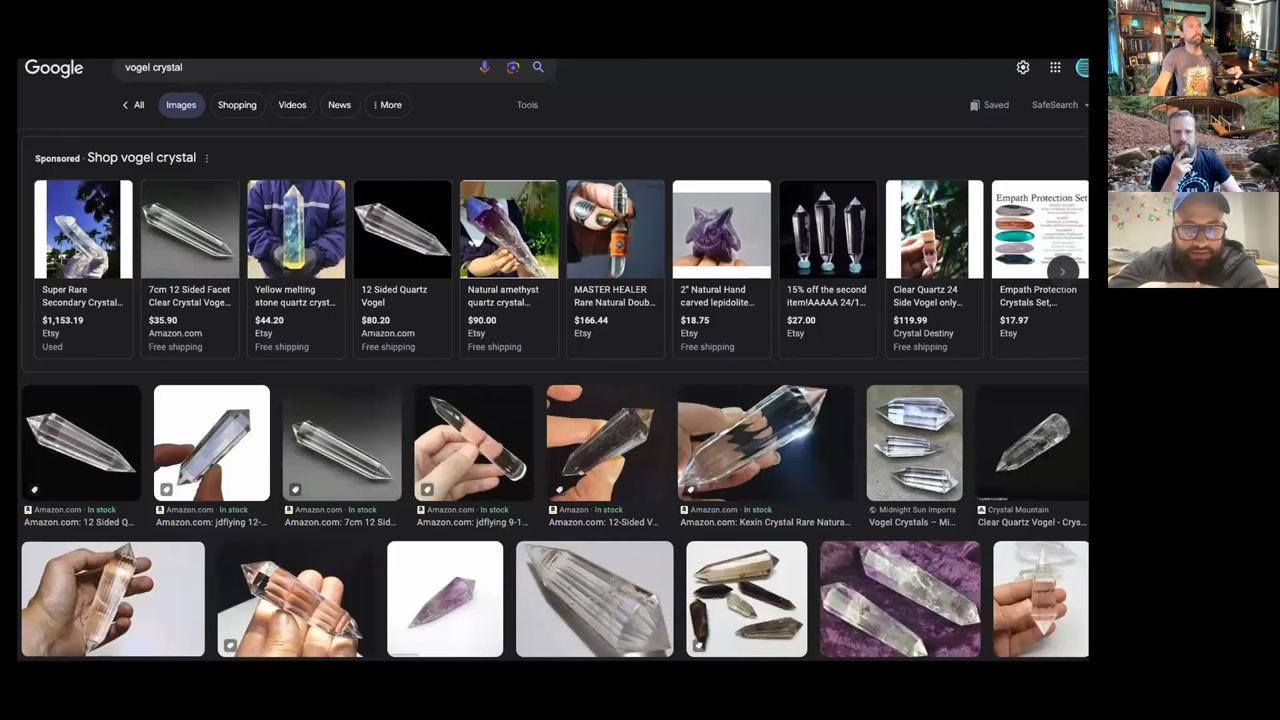 Google
vogel crystal
All
Images
Shopping
Videos
News
More
Tools
Saved
SafeSearch
Sponsored · Shop vogel crystal
Super Rare
Secondary Crystal...
$1,153.19
Etsy
Used
7cm 12 Sided Facet
Clear Crystal Voge...
$35.90
Amazon.com
Free shipping
Yellow melting
stone quartz cryst...
$44.20
Etsy
Free shipping
12 Sided Quartz
Vogel
$80.20
Amazon.com
Free shipping
Natural amethyst
quartz crystal...
$90.00
Etsy
Free shipping
MASTER HEALER
Rare Natural Doub...
$166.44
Etsy
2" Natural Hand
carved lepidolite...
$18.75
Etsy
Free shipping
15% off the second
item!AAAAA 24/1...
$27.00
Etsy
Clear Quartz 24
Side Vogel only...
$119.99
Crystal Destiny
Free shipping
Empath Protection Set
Empath Protection
Crystals Set,...
$17.97
Etsy
Amazon.com · In stock
Amazon.com: 12 Sided Q...
Amazon.com · In stock
Amazon.com: jdflying 12-...
Amazon.com · In stock
Amazon.com: 7cm 12 Sid...
Amazon.com · In stock
Amazon.com: jdflying 9-1...
Amazon · In stock
Amazon.com: 12-Sided V...
Amazon.com · In stock
Amazon.com: Kexin Crystal Rare Natura...
Midnight Sun Imports
Vogel Crystals – Mi...
Crystal Mountain
Clear Quartz Vogel - Crys...